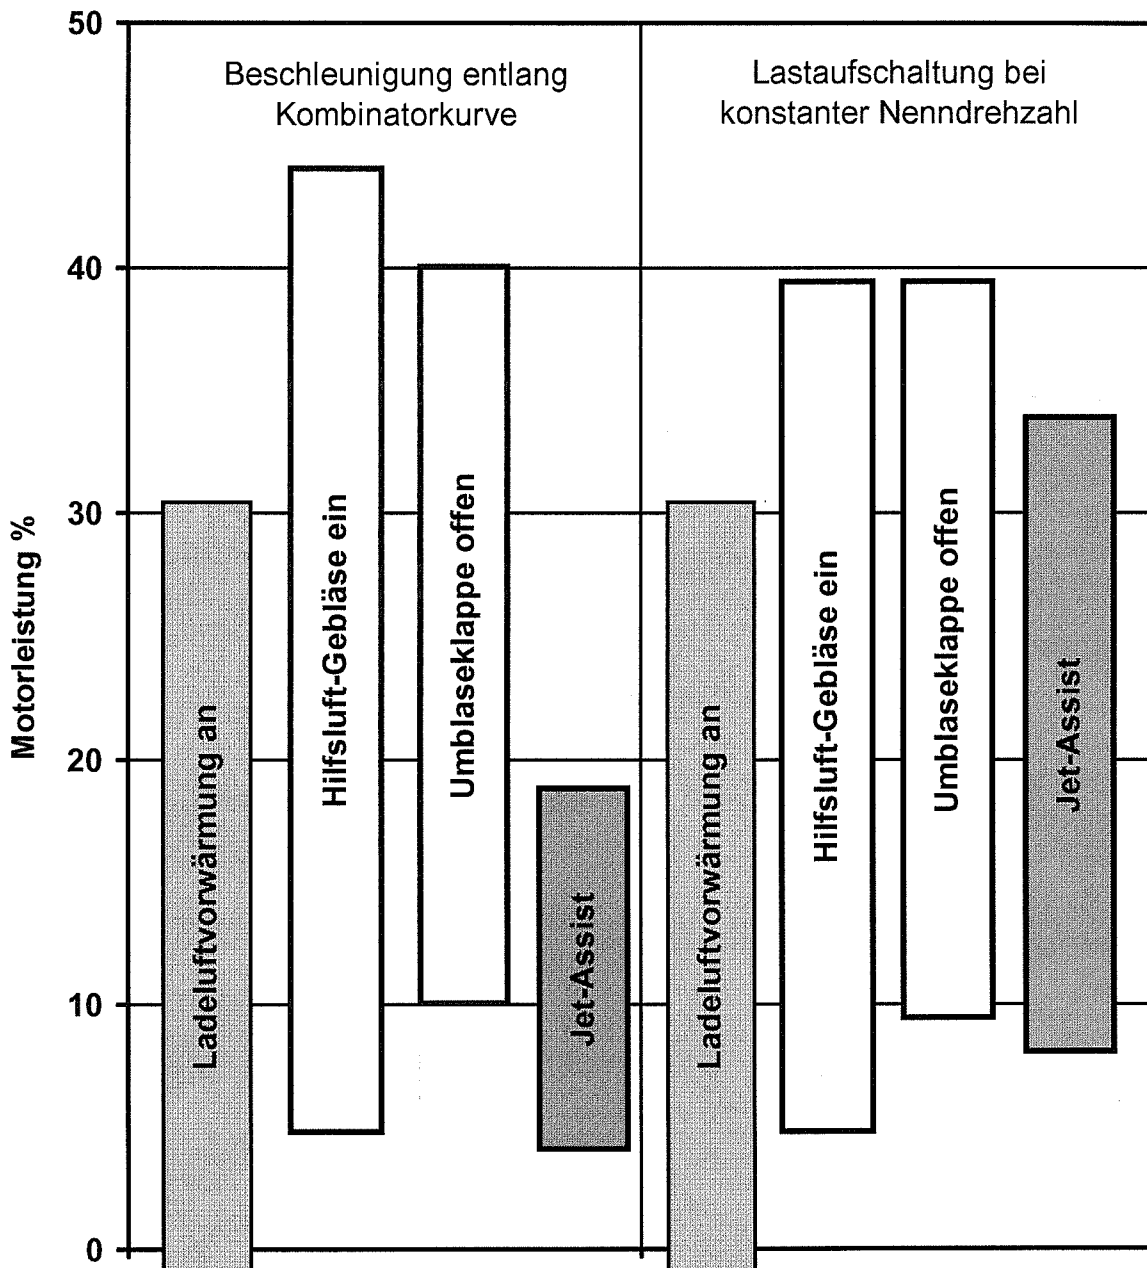 50
Beschleunigung entlang
Kombinatorkurve
Lastaufschaltung bei
konstanter Nenndrehzahl
40
30
20
10
0
Motorleistung %
Ladeluftvorwärmung an
Hilfsluft-Gebläse ein
Umblaseklappe offen
Jet-Assist
Ladeluftvorwärmung an
Hilfsluft-Gebläse ein
Umblaseklappe offen
Jet-Assist